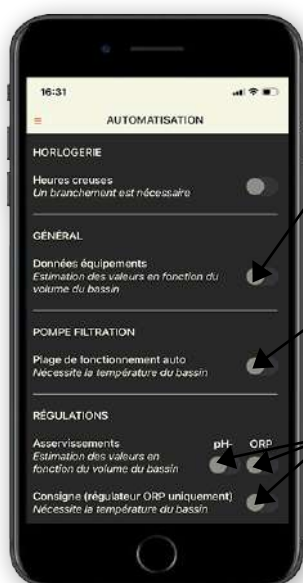 16:31
AUTOMATISATION
HORLOGERIE
Heures creuses
Un branchement est nécessaire
GÉNÉRAL
Données équipements
Estimation des valeurs en fonction du
volume du bassin
POMPE FILTRATION
Plage de fonctionnement auto
Nécessite la température du bassin
RÉGULATIONS
Asservissements pH- ORP
Estimation des valeurs en
fonction du volume du bassin
Consigne (régulateur ORP uniquement)
Nécessite la température du bassin